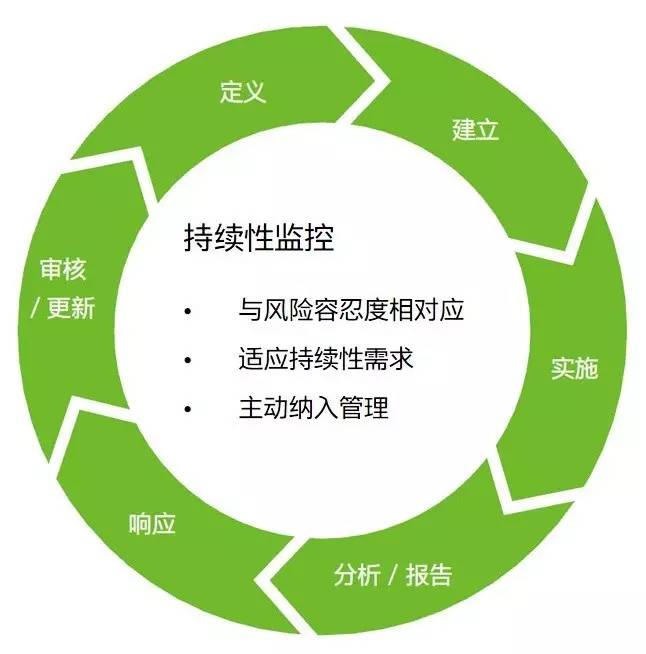 定义
建立
实施
分析 / 报告
响应
审核
/ 更新
持续性监控
• 与风险容忍度相对应
• 适应持续性需求
• 主动纳入管理